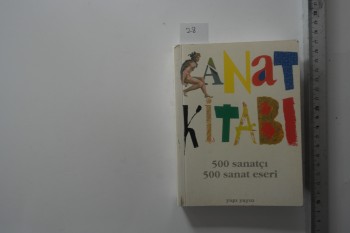 SANAT
KİTABI
500 sanatçı
500 sanat eseri